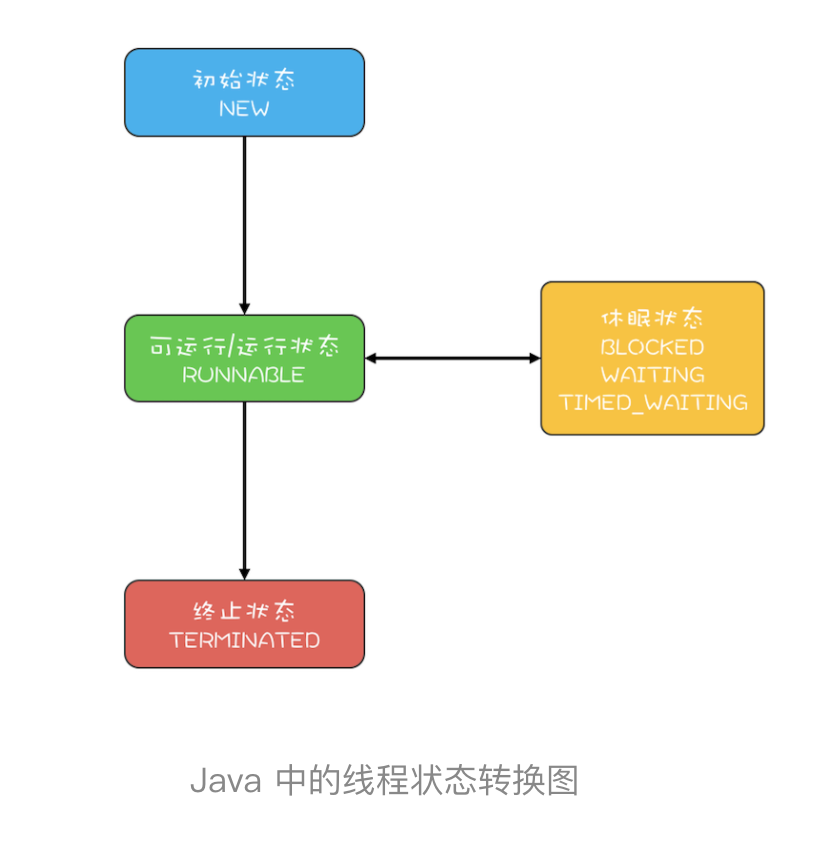 初始状态
NEW
可运行/运行状态
RUNNABLE
休眠状态
BLOCKED
WAITING
TIMED_WAITING
终止状态
TERMINATED
Java 中的线程状态转换图